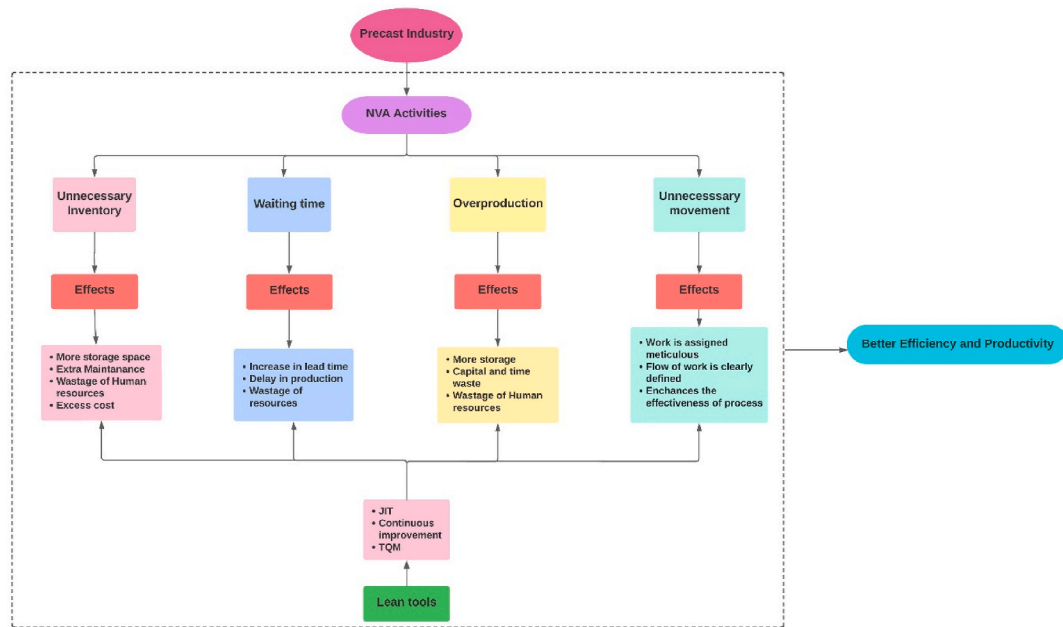 Precast Industry
NVA Activities
Unnecessary
Inventory
Waiting time
Overproduction
Unnecesssary
movement
Effects
Effects
Effects
Effects
• More storage space
• Extra Maintanance
• Wastage of Human
resources
• Excess cost
• Increase in lead time
• Delay in production
• Wastage of
resources
• More storage
• Capital and time
waste
• Wastage of Human
resources
• Work is assigned
meticulous
• Flow of work is clearly
defined
• Enchances the
effectiveness of process
Better Efficiency and Productivity
• JIT
• Continuous
improvement
• TQM
Lean tools